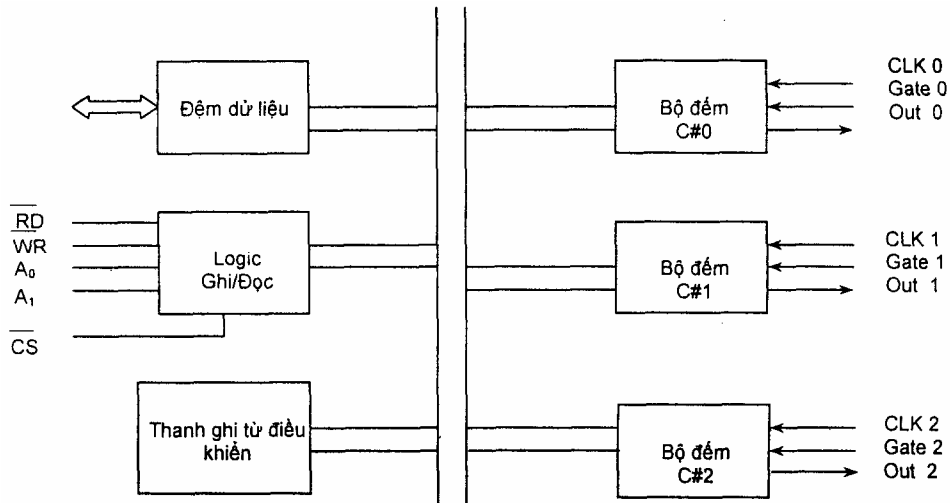 Đệm dử liệu
RD
WR
A₀
A₁
CS
Logic
Ghi/Đọc
Thanh ghi từ điều
khiển
Bộ đếm
C#0
CLK 0
Gate 0
Out 0
Bộ đếm
C#1
CLK 1
Gate 1
Out 1
Bộ đếm
C#2
CLK 2
Gate 2
Out 2